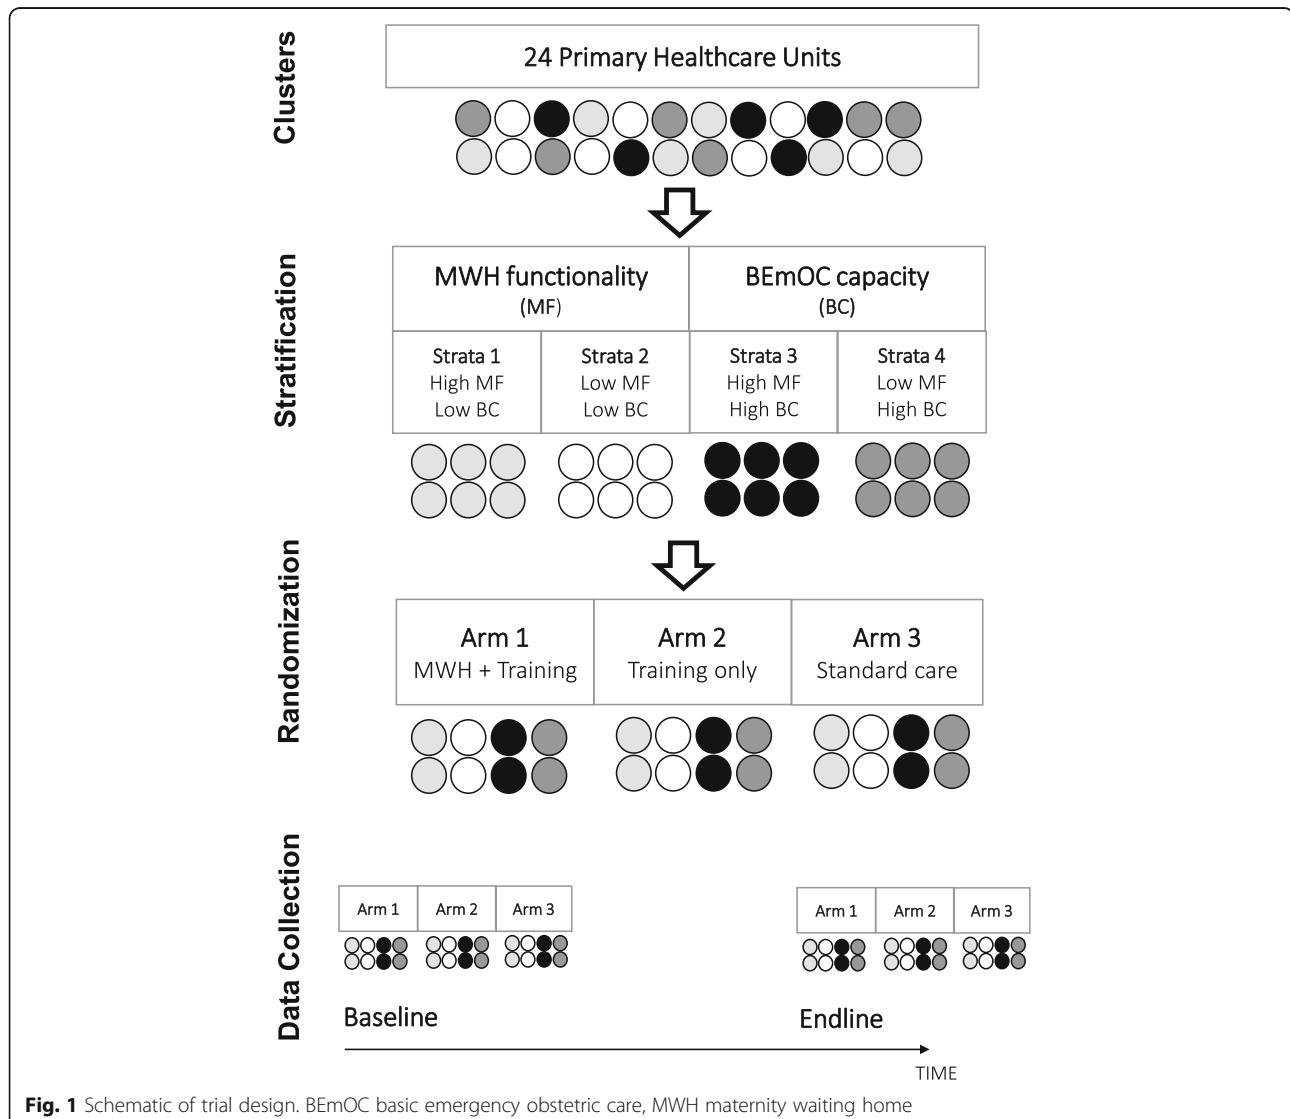 Clusters
24 Primary Healthcare Units
Stratification
MWH functionality
(MF)
BEmOC capacity
(BC)
Strata 1
High MF
Low BC
Strata 2
Low MF
Low BC
Strata 3
High MF
High BC
Strata 4
Low MF
High BC
Randomization
Arm 1
MWH + Training
Arm 2
Training only
Arm 3
Standard care
Data Collection
Arm 1
Arm 2
Arm 3
Arm 1
Arm 2
Arm 3
Baseline
Endline
TIME
Fig. 1 Schematic of trial design. BEmOC basic emergency obstetric care, MWH maternity waiting home